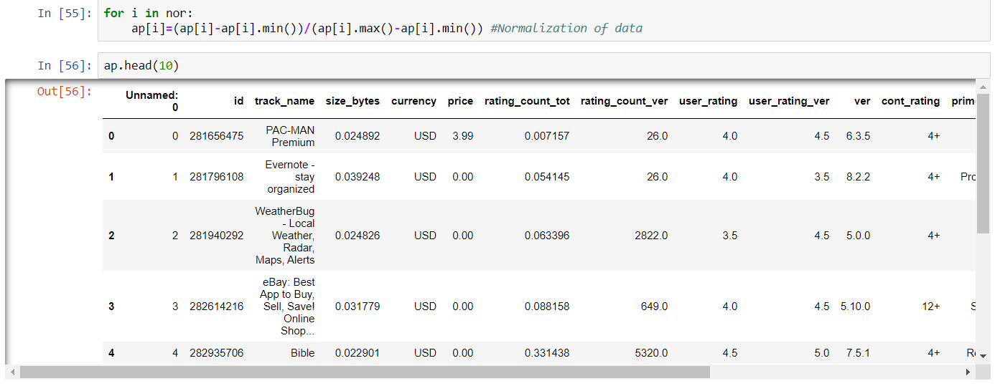 In [55]: for i in nor:
ap[i]=(ap[i]-ap[i].min())/(ap[i].max()-ap[i].min()) #Normalization of data
In [56]: ap.head(10)
Out[56]:
Unnamed: 0 id track_name size_bytes currency price rating_count_tot rating_count_ver user_rating user_rating_ver ver cont_rating
0 0 281656475 PAC-MAN Premium 0.024892 USD 3.99 0.007157 26.0 4.0 4.5 6.3.5 4+
1 1 281796108 Evernote - stay organized 0.039248 USD 0.00 0.054145 26.0 4.0 3.5 8.2.2 4+
2 2 281940292 WeatherBug - Local Weather, Radar, Maps, Alerts 0.024826 USD 0.00 0.063396 2822.0 3.5 4.5 5.0.0 4+
3 3 282614216 eBay: Best App to Buy, Sell, Save! Online Shop... 0.031779 USD 0.00 0.088158 649.0 4.0 4.5 5.10.0 12+
4 4 282935706 Bible 0.022901 USD 0.00 0.331438 5320.0 4.5 5.0 7.5.1 4+